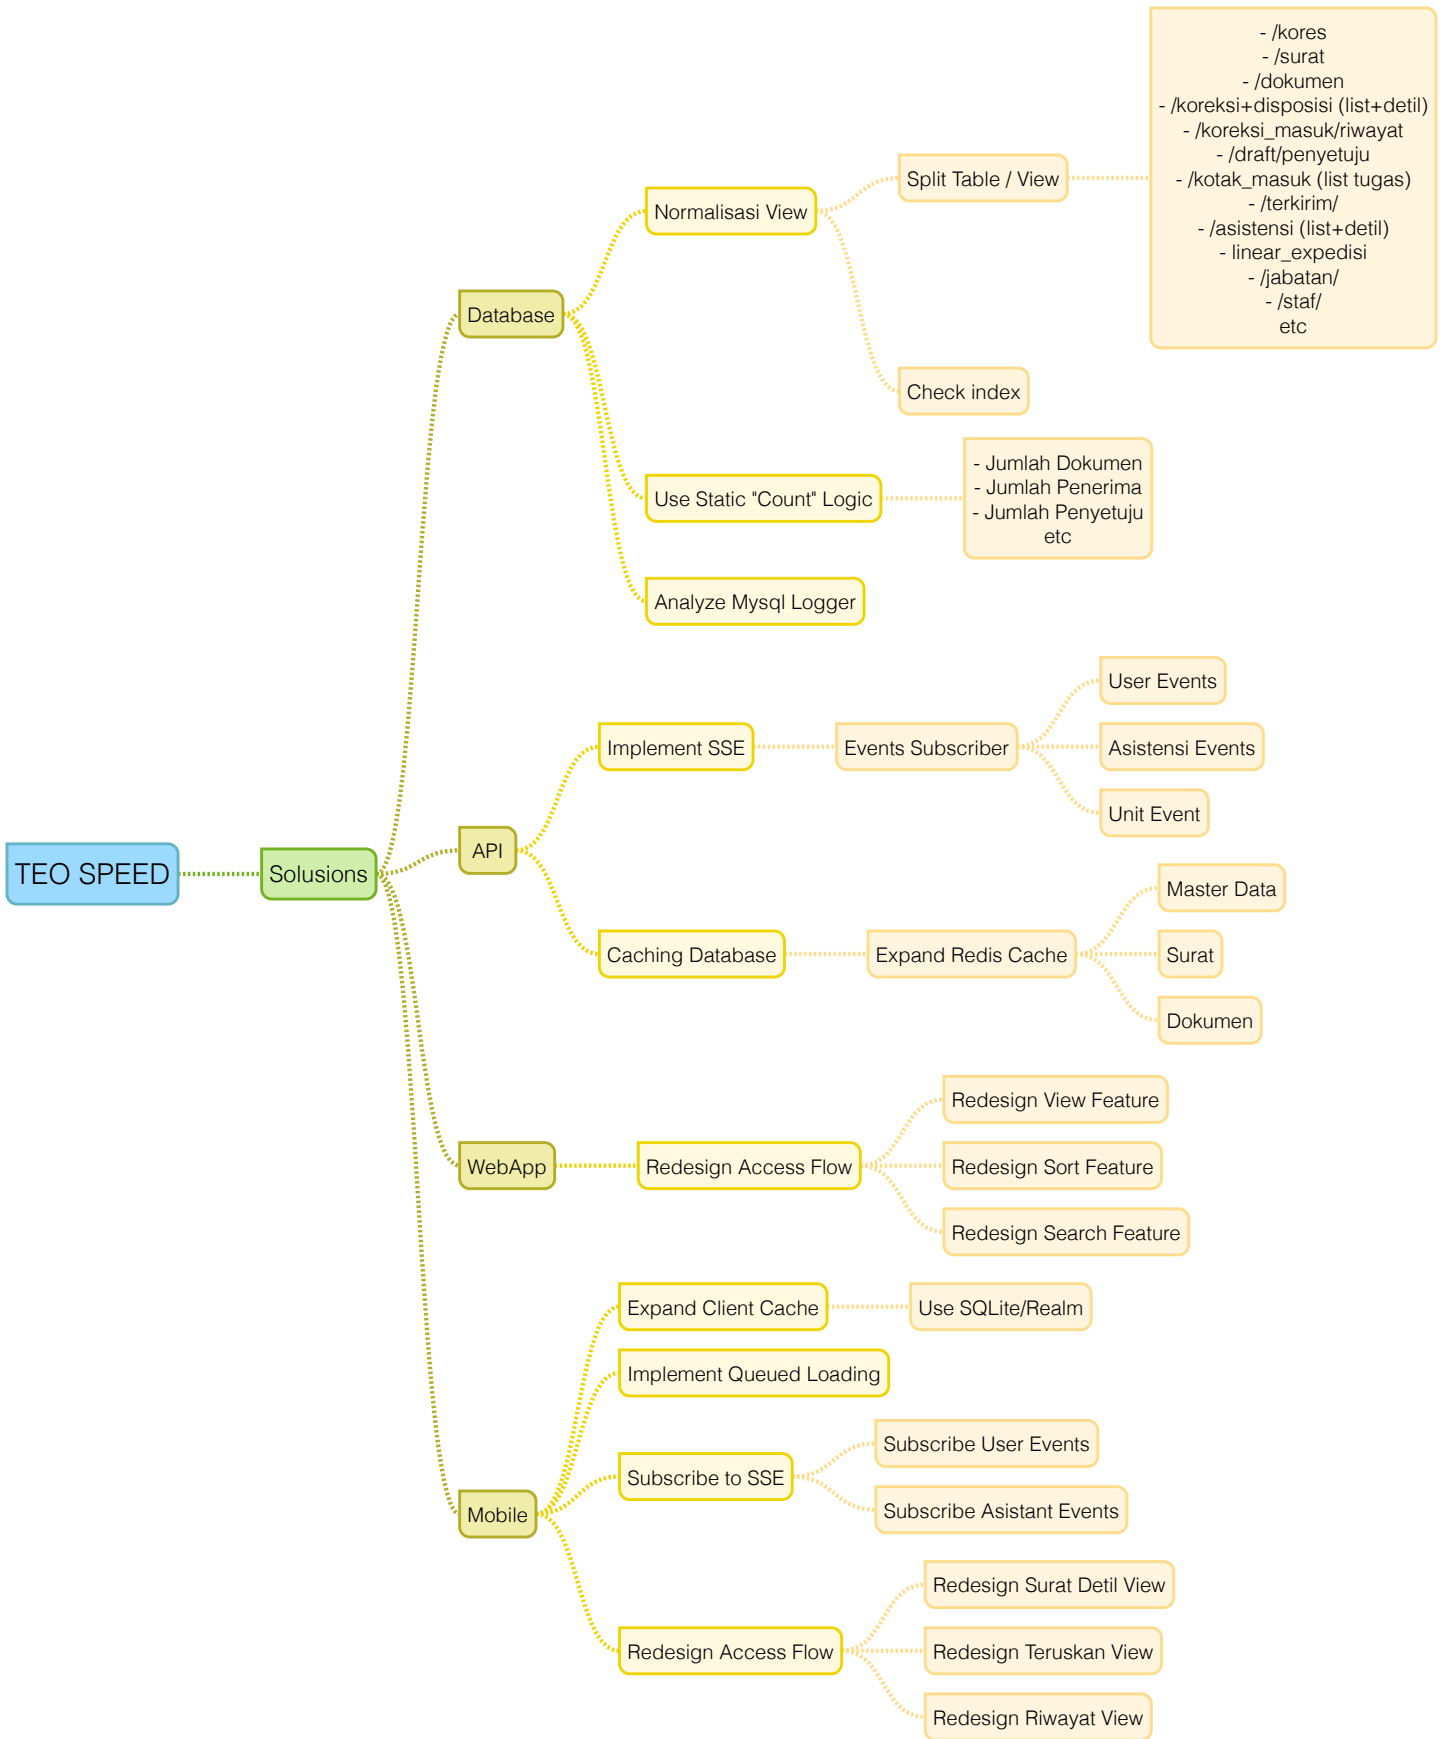 TEO SPEED
Solusions
Database
Normalisasi View
Split Table / View
- /kores
- /surat
- /dokumen
- /koreksi+disposisi (list+detil)
- /koreksi_masuk/riwayat
- /draft/penyetuju
- /kotak_masuk (list tugas)
- /terkirim/
- /asistensi (list+detil)
- linear_expedisi
- /jabatan/
- /staf/
etc
Check index
Use Static "Count" Logic
- Jumlah Dokumen
- Jumlah Penerima
- Jumlah Penyetuju
etc
Analyze Mysql Logger
API
Implement SSE
Events Subscriber
User Events
Asistensi Events
Unit Event
Caching Database
Expand Redis Cache
Master Data
Surat
Dokumen
WebApp
Redesign Access Flow
Redesign View Feature
Redesign Sort Feature
Redesign Search Feature
Mobile
Expand Client Cache
Use SQLite/Realm
Implement Queued Loading
Subscribe to SSE
Subscribe User Events
Subscribe Asistant Events
Redesign Access Flow
Redesign Surat Detil View
Redesign Teruskan View
Redesign Riwayat View